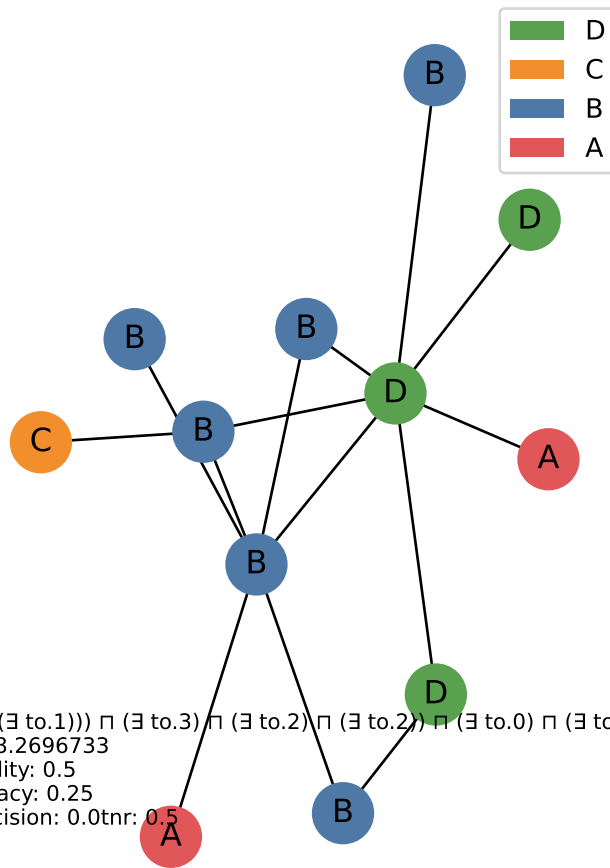 D
C
B
A
B
D
B
B
D
B
C
A
B
D
(∃ to.1))) ⊓ (∃ to.3) ⊓ (∃ to.2) ⊓ (∃ to.2)) ⊓ (∃ to.0) ⊓ (∃ to
.2696733
lity: 0.5
acy: 0.25
cision: 0.0tnr: 0.5
B
A